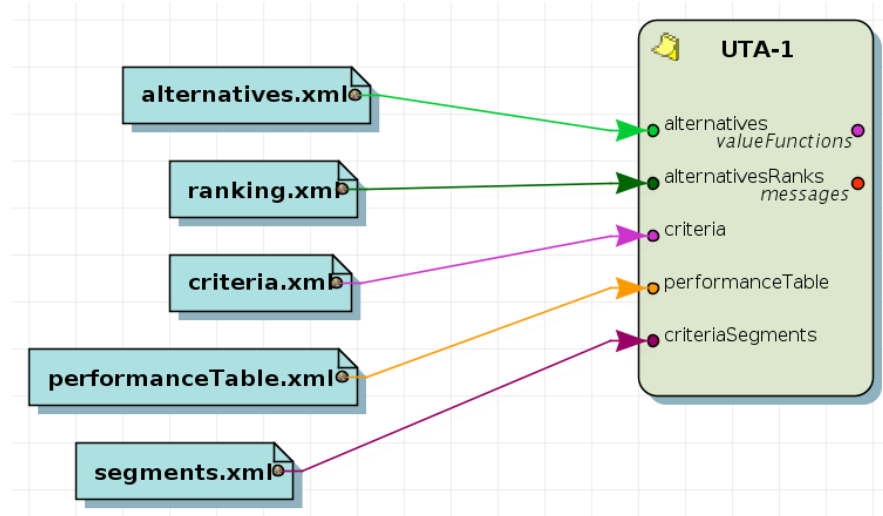 UTA-1
alternatives.xml
alternatives
valueFunctions
ranking.xml
alternativesRanks
messages
criteria.xml
criteria
performanceTable
performanceTable.xml
criteriaSegments
segments.xml